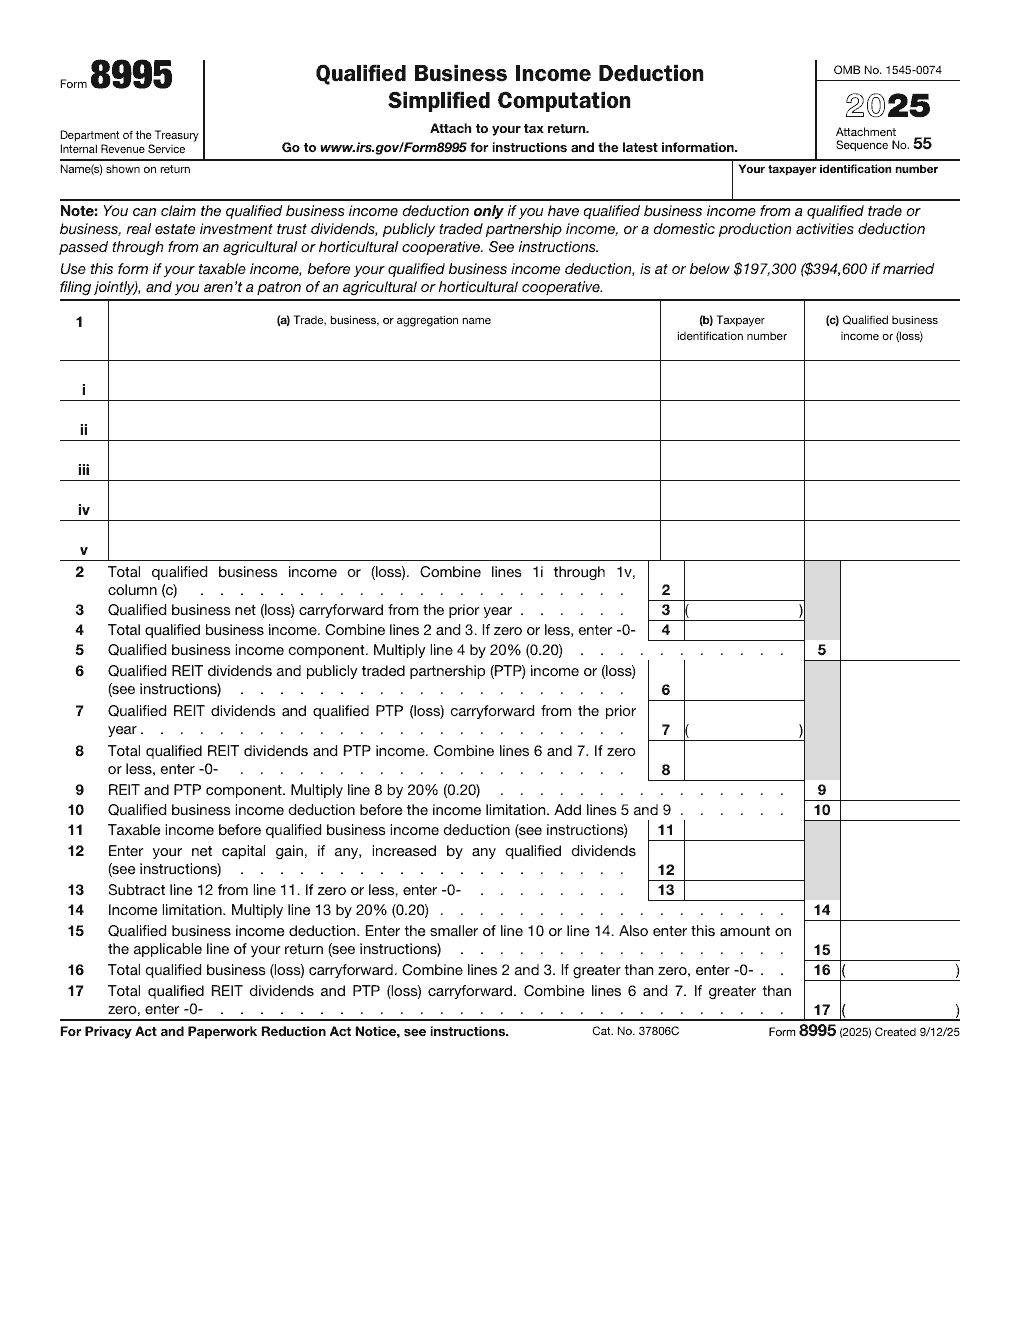 Form 8995
Department of the Treasury
Internal Revenue Service
Qualified Business Income Deduction
Simplified Computation
Attach to your tax return.
Go to www.irs.gov/Form8995 for instructions and the latest information.
OMB No. 1545-0074
2025
Attachment
Sequence No. 55
Name(s) shown on return
Your taxpayer identification number
Note: You can claim the qualified business income deduction only if you have qualified business income from a qualified trade or
business, real estate investment trust dividends, publicly traded partnership income, or a domestic production activities deduction
passed through from an agricultural or horticultural cooperative. See instructions.
Use this form if your taxable income, before your qualified business income deduction, is at or below $197,300 ($394,600 if married
filing jointly), and you aren't a patron of an agricultural or horticultural cooperative.
1 (a) Trade, business, or aggregation name (b) Taxpayer
identification number (c) Qualified business
income or (loss)
i
ii
iii
iv
v
2 Total qualified business income or (loss). Combine lines 1i through 1v,
column (c) . . . . . . . . . . . . . . . . . . 2
3 Qualified business net (loss) carryforward from the prior year . . . . . . 3 ( )
4 Total qualified business income. Combine lines 2 and 3. If zero or less, enter -0- 4
5 Qualified business income component. Multiply line 4 by 20% (0.20) . . . . . . . . . . . 5
6 Qualified REIT dividends and publicly traded partnership (PTP) income or (loss)
(see instructions) . . . . . . . . . . . . . . . . 6
7 Qualified REIT dividends and qualified PTP (loss) carryforward from the prior
year . . . . . . . . . . . . . . . . . . . . . 7 ( )
8 Total qualified REIT dividends and PTP income. Combine lines 6 and 7. If zero
or less, enter -0- . . . . . . . . . . . . . . . . 8
9 REIT and PTP component. Multiply line 8 by 20% (0.20) . . . . . . . . . . . . . . . 9
10 Qualified business income deduction before the income limitation. Add lines 5 and 9 . . . . . . 10
11 Taxable income before qualified business income deduction (see instructions) 11
12 Enter your net capital gain, if any, increased by any qualified dividends
(see instructions) . . . . . . . . . . . . . . . . 12
13 Subtract line 12 from line 11. If zero or less, enter -0- . . . . . . . . 13
14 Income limitation. Multiply line 13 by 20% (0.20) . . . . . . . . . . . . . . . . . . 14
15 Qualified business income deduction. Enter the smaller of line 10 or line 14. Also enter this amount on
the applicable line of your return (see instructions) . . . . . . . . . . . . . . . . . 15
16 Total qualified business (loss) carryforward. Combine lines 2 and 3. If greater than zero, enter -0- . . 16 ( )
17 Total qualified REIT dividends and PTP (loss) carryforward. Combine lines 6 and 7. If greater than
zero, enter -0- . . . . . . . . . . . . . . . . . . . . . . . . . . . . 17 ( )
For Privacy Act and Paperwork Reduction Act Notice, see instructions.
Cat. No. 37806C
Form 8995 (2025) Created 9/12/25